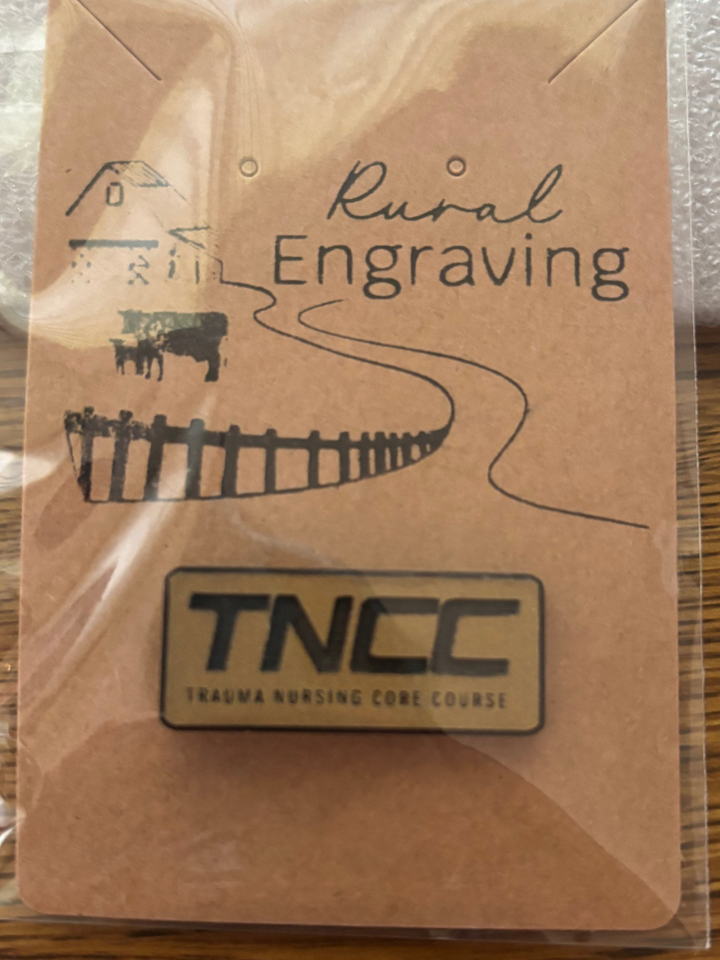 Rural
Engraving
TNCC
TRAUMA NURSING CORE COURSE